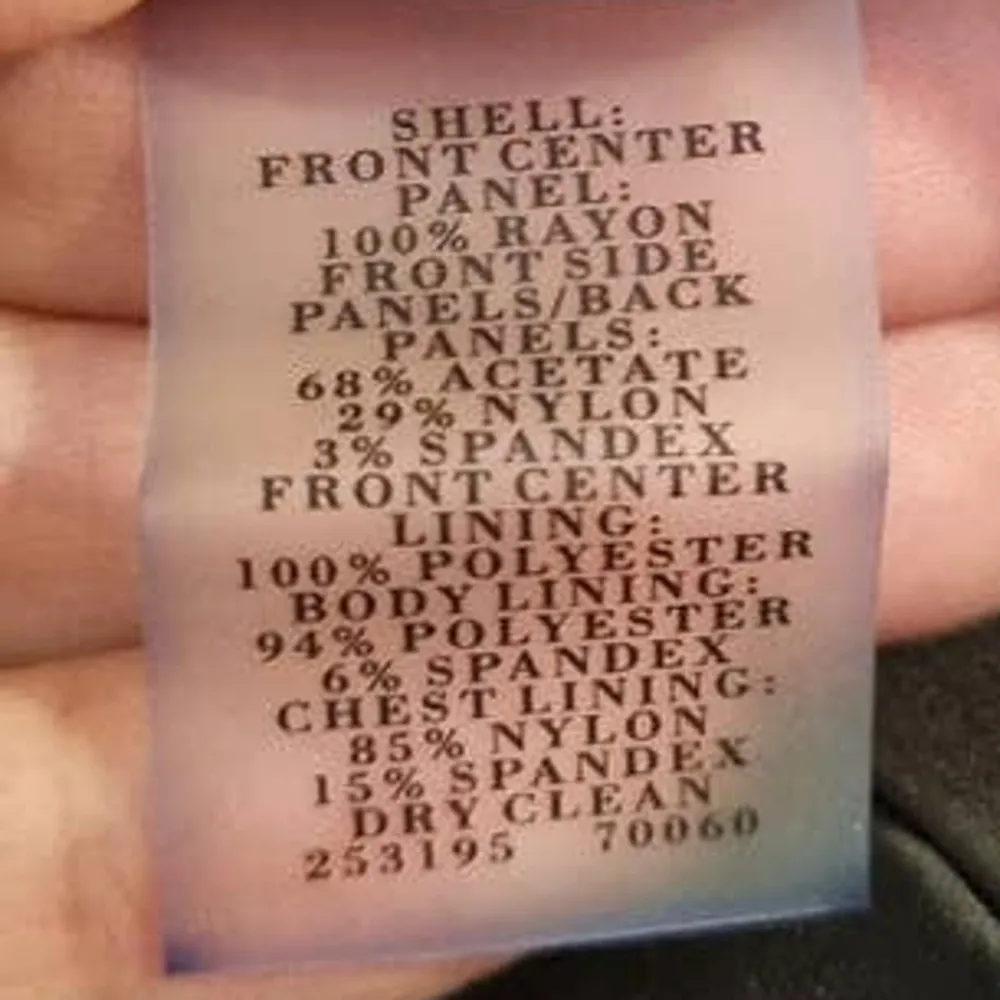 SHELL:
FRONT CENTER
PANEL:
100% RAYON
FRONT SIDE
PANELS/BACK
PANELS:
68% ACETATE
29% NYLON
3% SPANDEX
FRONT CENTER
LINING:
100% POLYESTER
BODY LINING:
94% POLYESTER
6% SPANDEX
CHEST LINING:
85% NYLON
15% SPANDEX
DRY CLEAN
253195 70060